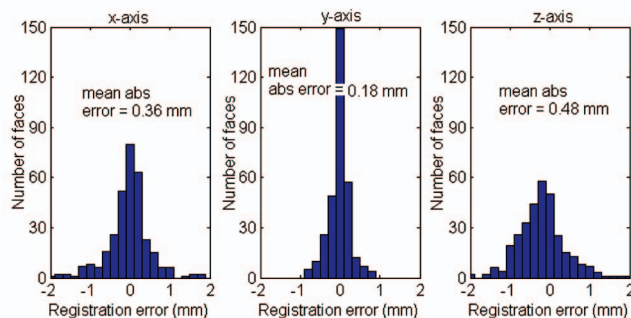 x-axis
150
120
90
60
30
0
Number of faces
mean abs
error = 0.36 mm
-2 -1 0 1 2
Registration error (mm)
y-axis
150
120
90
60
30
0
Number of faces
mean
abs error = 0.18 mm
-2 -1 0 1 2
Registration error (mm)
z-axis
150
120
90
60
30
0
Number of faces
mean abs
error = 0.48 mm
-2 -1 0 1 2
Registration error (mm)